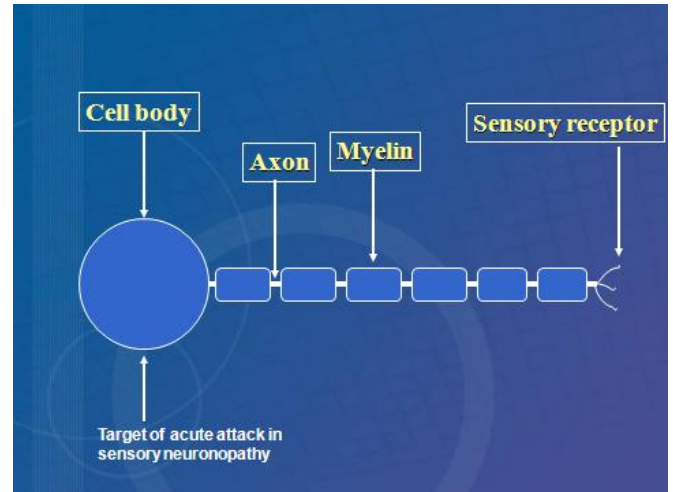 Cell body
Axon
Myelin
Sensory receptor
Target of acute attack in
sensory neuronopathy